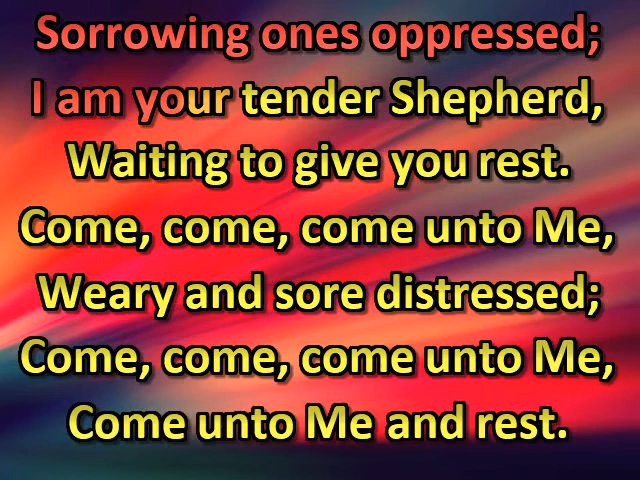 Sorrowing ones oppressed;
I am your tender Shepherd,
Waiting to give you rest.
Come, come, come unto Me,
Weary and sore distressed;
Come, come, come unto Me,
Come unto Me and rest.